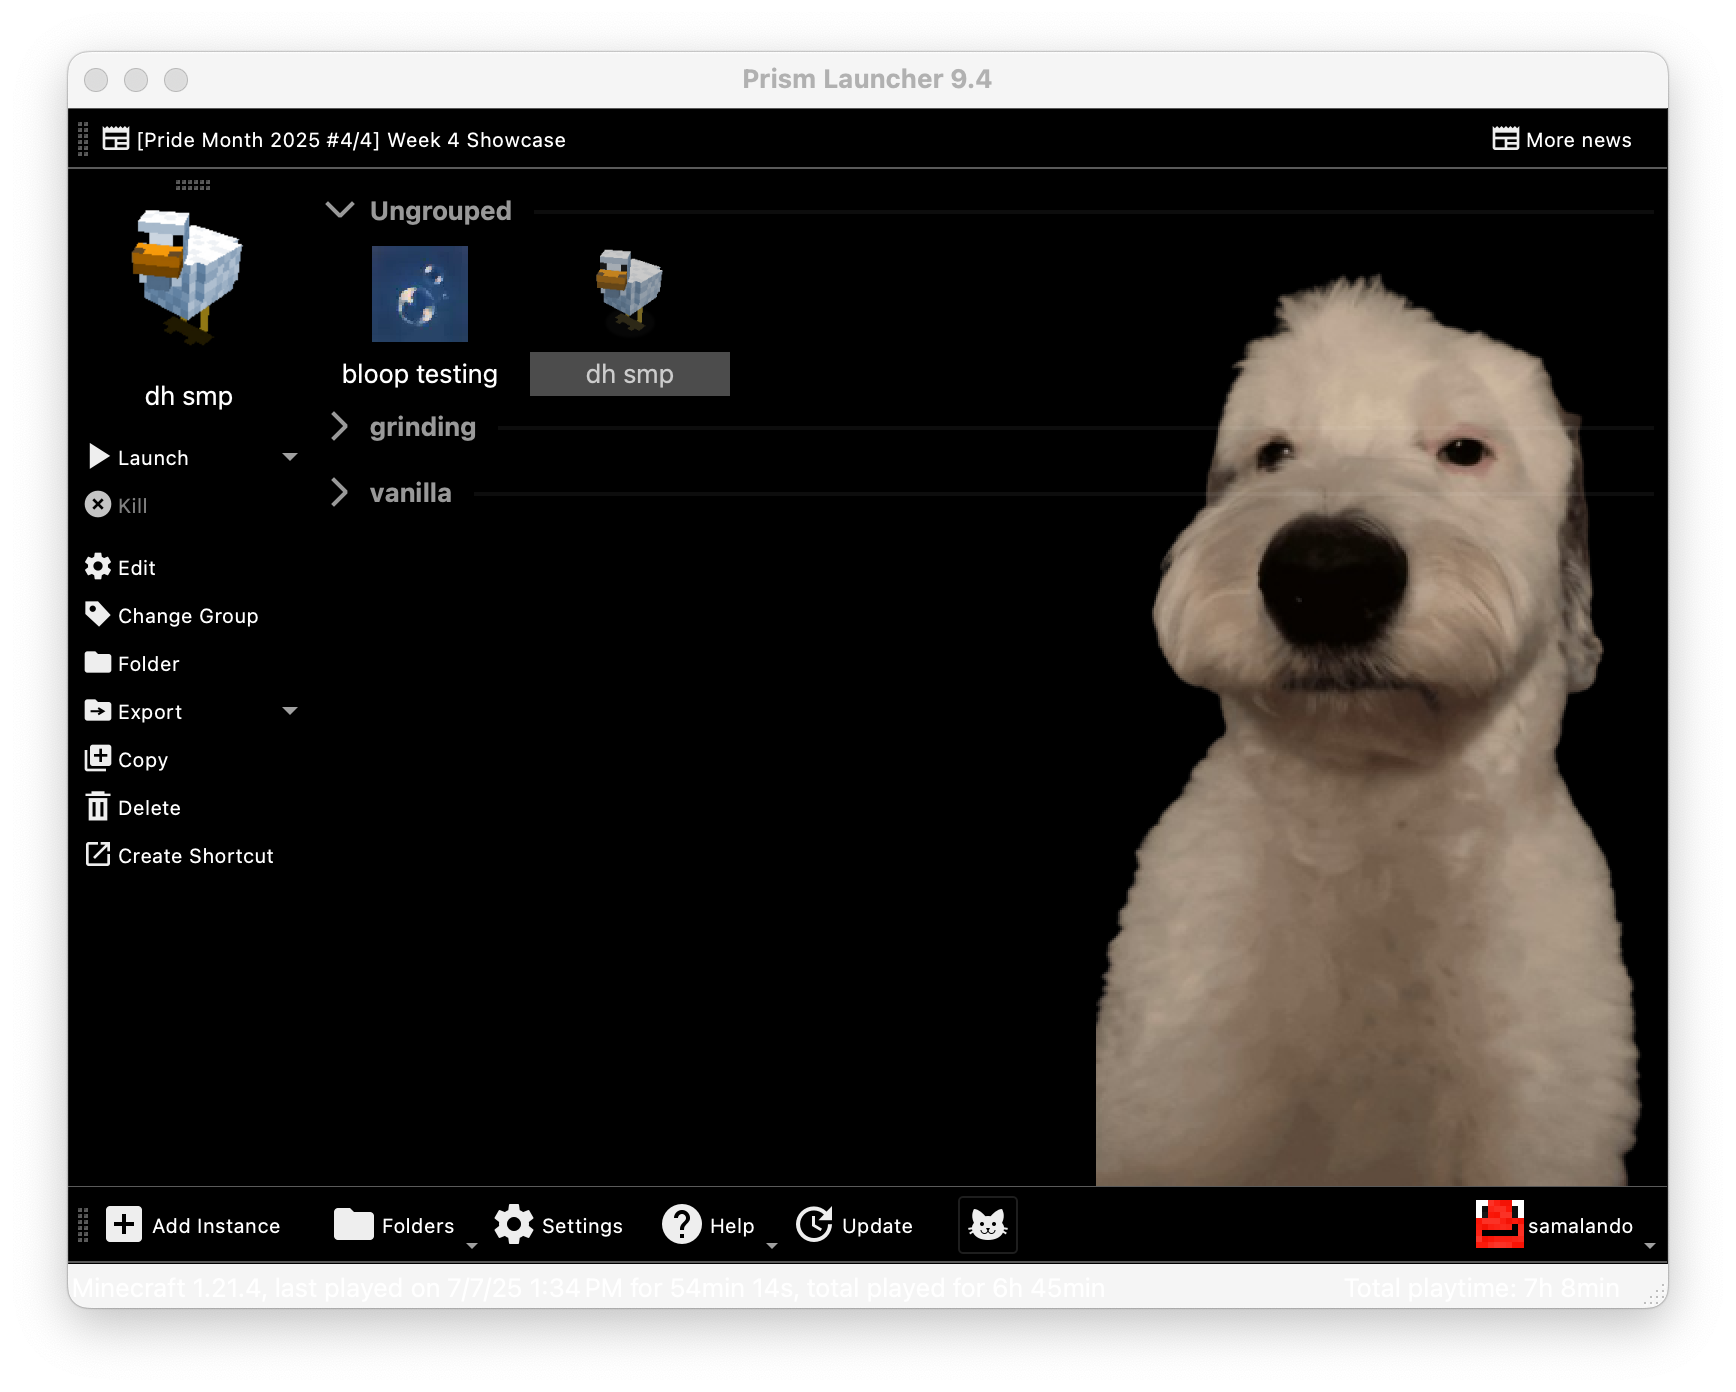 Prism Launcher 9.4
[Pride Month 2025 #4/4] Week 4 Showcase
More news
dh smp
Launch
Kill
Edit
Change Group
Folder
Export
Copy
Delete
Create Shortcut
Ungrouped
bloop testing
dh smp
grinding
vanilla
Add Instance
Folders
Settings
Help
Update
samalando
Minecraft 1.21.4, last played on 7/7/25 1:34 PM for 54min 14s, total played for 6h 45min
Total playtime: 7h 8min